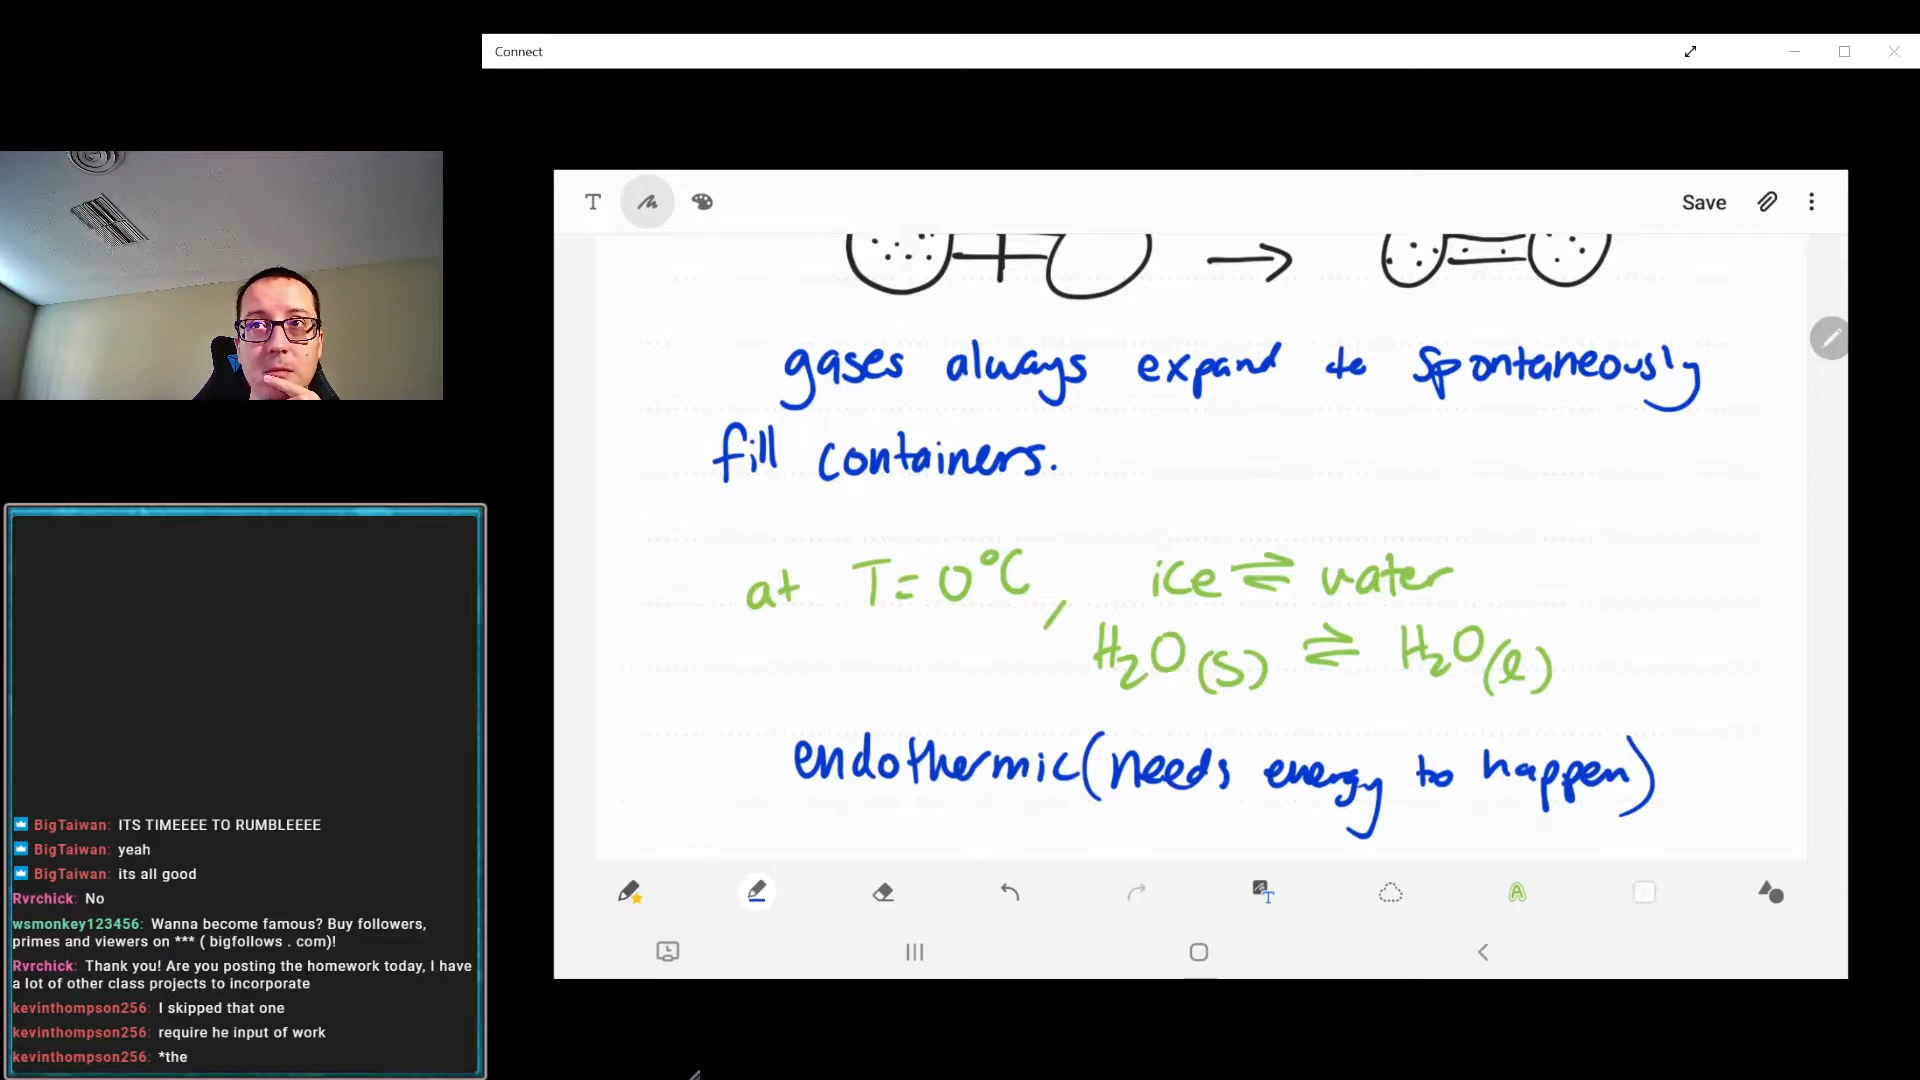 Connect
T
Save
gases always expand to spontaneously
fill containers.
at T=0°C, ice ⇌ water
H₂O(s) ⇌ H₂O(l)
endothermic(needs energy to happen)
BigTaiwan: ITS TIMEEEE TO RUMBLEEEE
BigTaiwan: yeah
BigTaiwan: its all good
Rvrchick: No
wsmonkey123456: Wanna become famous? Buy followers,
primes and viewers on *** ( bigfollows . com)!
Rvrchick: Thank you! Are you posting the homework today, I have
a lot of other class projects to incorporate
kevinthompson256: I skipped that one
kevinthompson256: require he input of work
kevinthompson256: *the